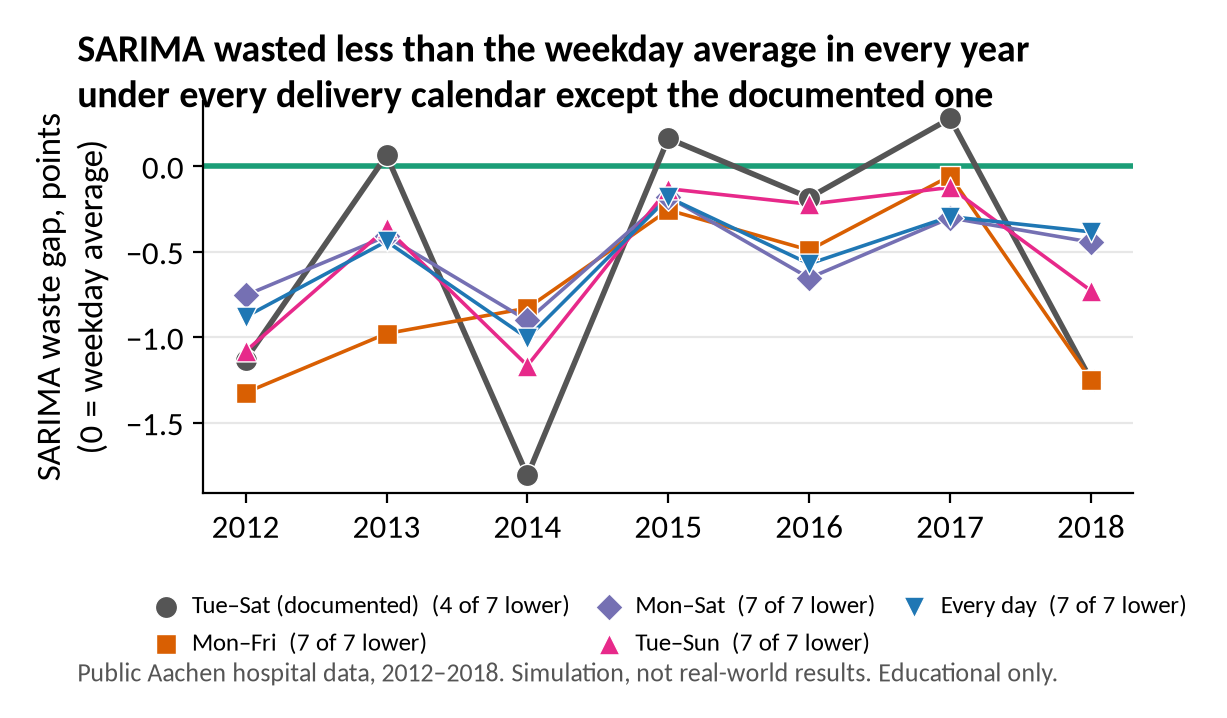 SARIMA wasted less than the weekday average in every year
under every delivery calendar except the documented one
SARIMA waste gap, points
(0 = weekday average)
0.0
−0.5
−1.0
−1.5
2012 2013 2014 2015 2016 2017 2018
Tue–Sat (documented) (4 of 7 lower) Mon–Sat (7 of 7 lower) Every day (7 of 7 lower)
Mon–Fri (7 of 7 lower) Tue–Sun (7 of 7 lower)
Public Aachen hospital data, 2012–2018. Simulation, not real-world results. Educational only.